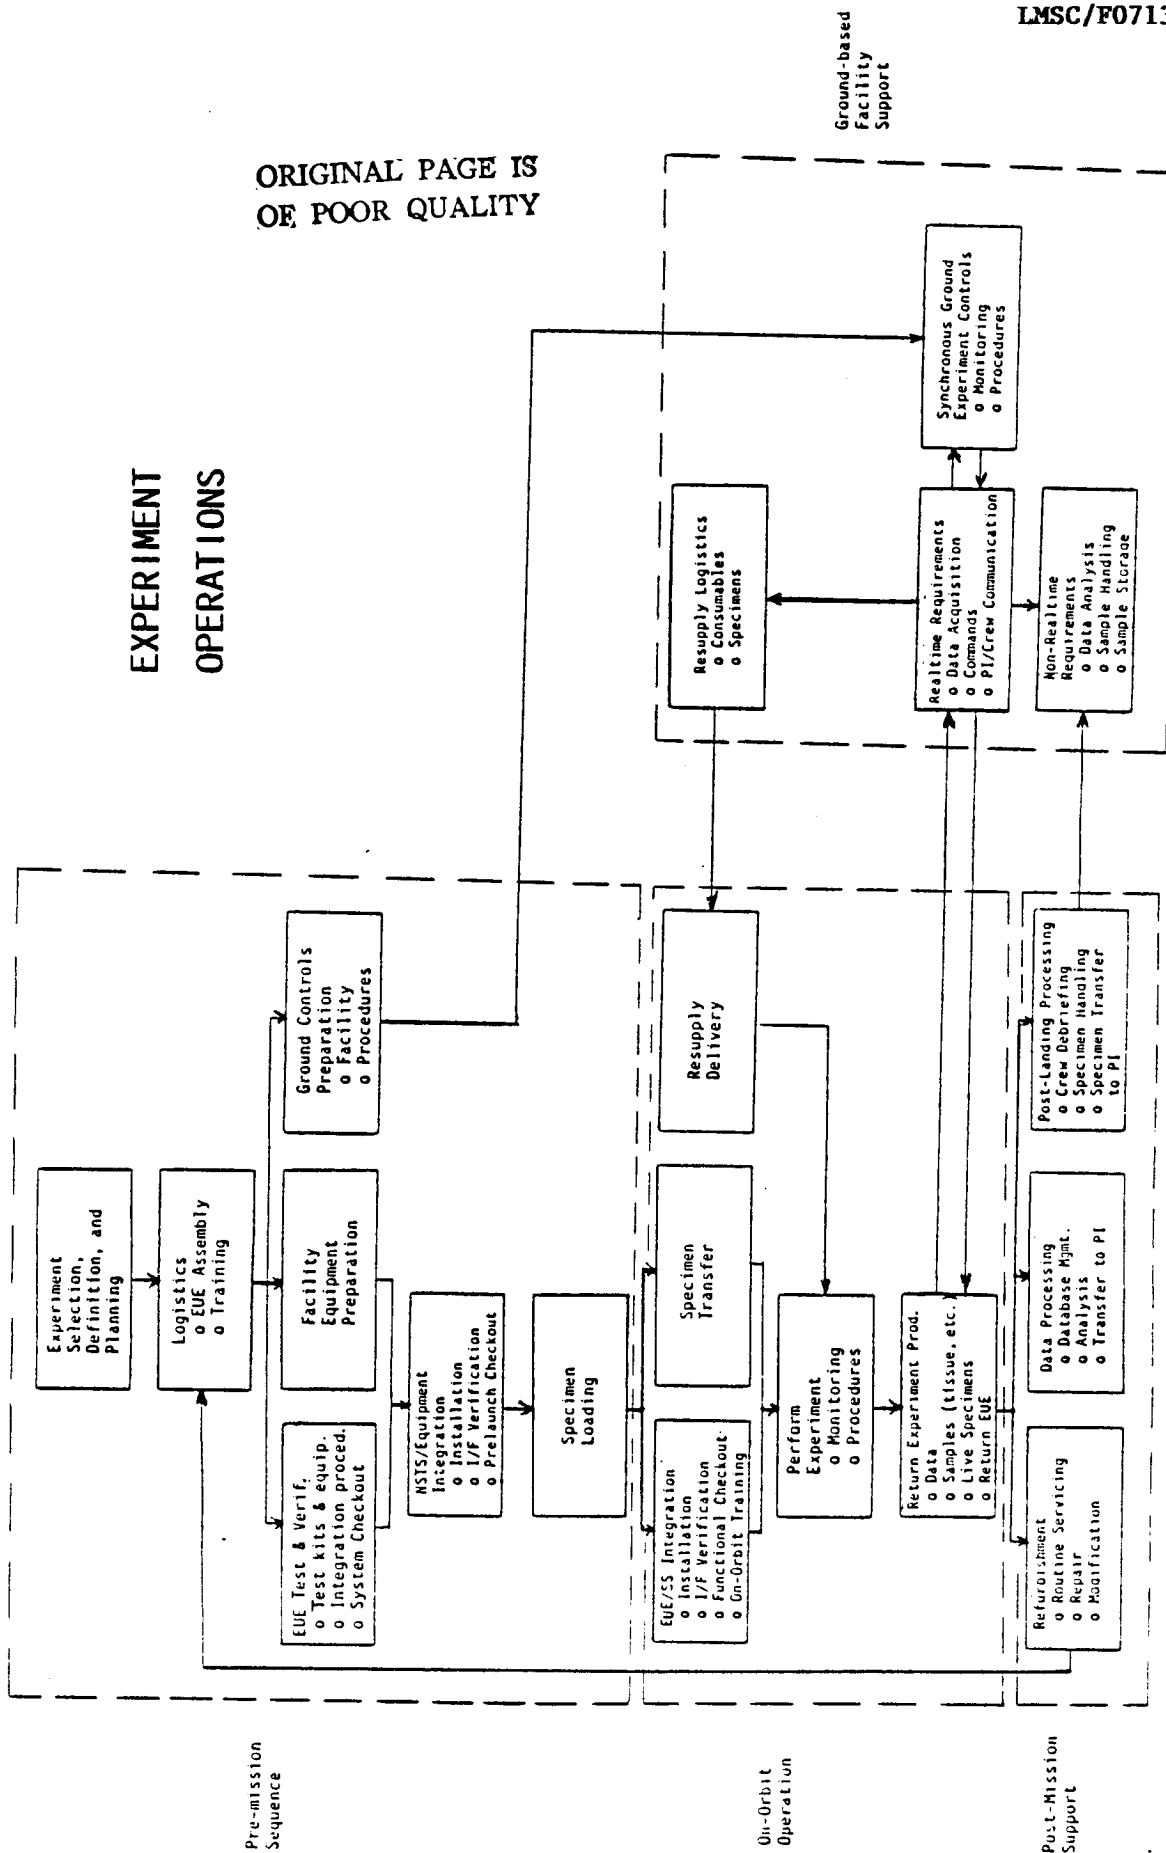 LMSC/F0713
ORIGINAL PAGE IS
OF POOR QUALITY
EXPERIMENT
OPERATIONS
Pre-mission
Sequence
Experiment
Selection,
Definition, and
Planning
Logistics
o EUE Assembly
o Training
EUE Test & Verif.
o Test kits & equip.
o Integration proced.
o System Checkout
Facility
Equipment
Preparation
Ground Controls
Preparation
o Facility
o Procedures
NSTS/Equipment
Integration
o Installation
o I/F Verification
o Prelaunch Checkout
Specimen
Loading
On-Orbit
Operation
EUE/SS Integration
o Installation
o I/F Verification
o Functional Checkout
o On-Orbit Training
Specimen
Transfer
Resupply
Delivery
Perform
Experiment
o Monitoring
o Procedures
Return Experiment Prod.
o Data
o Samples (tissue, etc.)
o Live Specimens
o Return EUE
Post-Mission
Support
Refurbishment
o Routine Servicing
o Repair
o Modification
Data Processing
o Database Mgmt.
o Analysis
o Transfer to PI
Post-Landing Processing
o Crew Debriefing
o Specimen Handling
o Specimen Transfer
to PI
Ground-based
Facility
Support
Resupply Logistics
o Consumables
o Specimens
Realtime Requirements
o Data Acquisition
o Commands
o PI/Crew Communication
Synchronous Ground
Experiment Controls
o Monitoring
o Procedures
Non-Realtime
Requirements
o Data Analysis
o Sample Handling
o Sample Storage